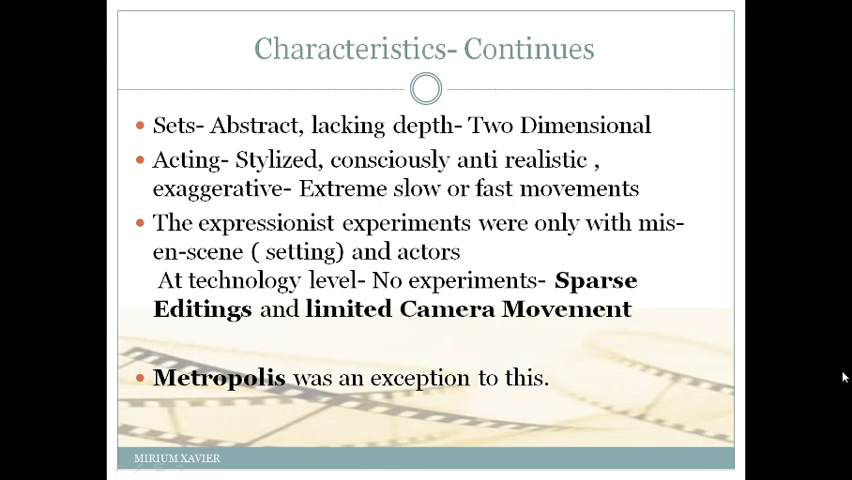 Characteristics- Continues
• Sets- Abstract, lacking depth- Two Dimensional
• Acting- Stylized, consciously anti realistic ,
exaggerative- Extreme slow or fast movements
• The expressionist experiments were only with mis-
en-scene ( setting) and actors
At technology level- No experiments- Sparse
Editings and limited Camera Movement
• Metropolis was an exception to this.
MIRIUM XAVIER